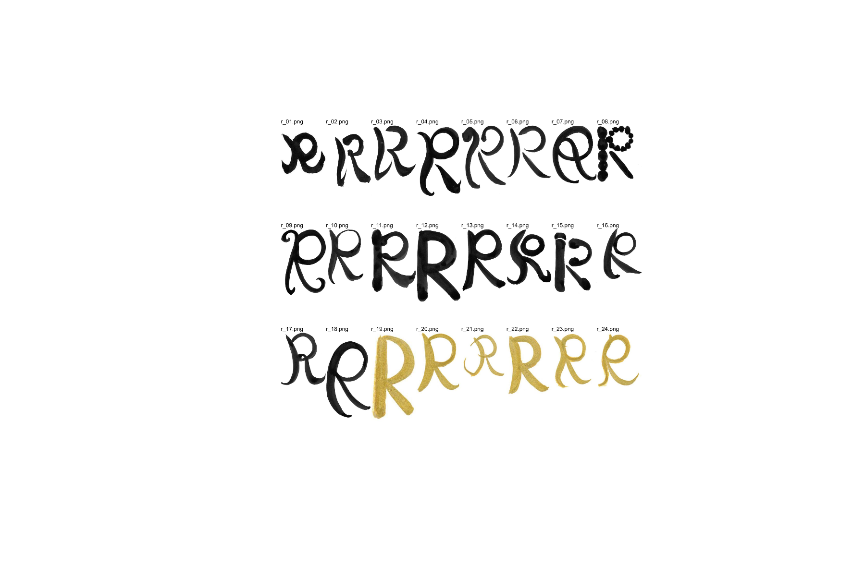 r_01.png r_02.png r_03.png r_04.png r_05.png r_06.png r_07.png r_08.png
R R R R R R R R
r_09.png r_10.png r_11.png r_12.png r_13.png r_14.png r_15.png r_16.png
R R R R R R R R
r_17.png r_18.png r_19.png r_20.png r_21.png r_22.png r_23.png r_24.png
R R R R R R R R